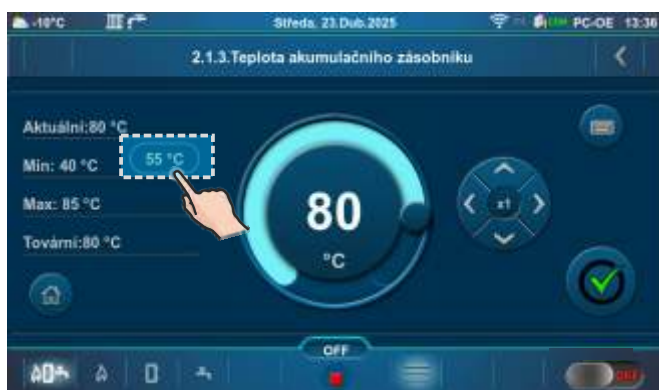 -10°C Středa, 23.Dub.2025 PC-OE 13:36
2.1.3.Teplota akumulačního zásobníku
Aktuální:80 °C
Min: 40 °C
55 °C
Max: 85 °C
Tovární:80 °C
80
°C
x1
OFF
OFF